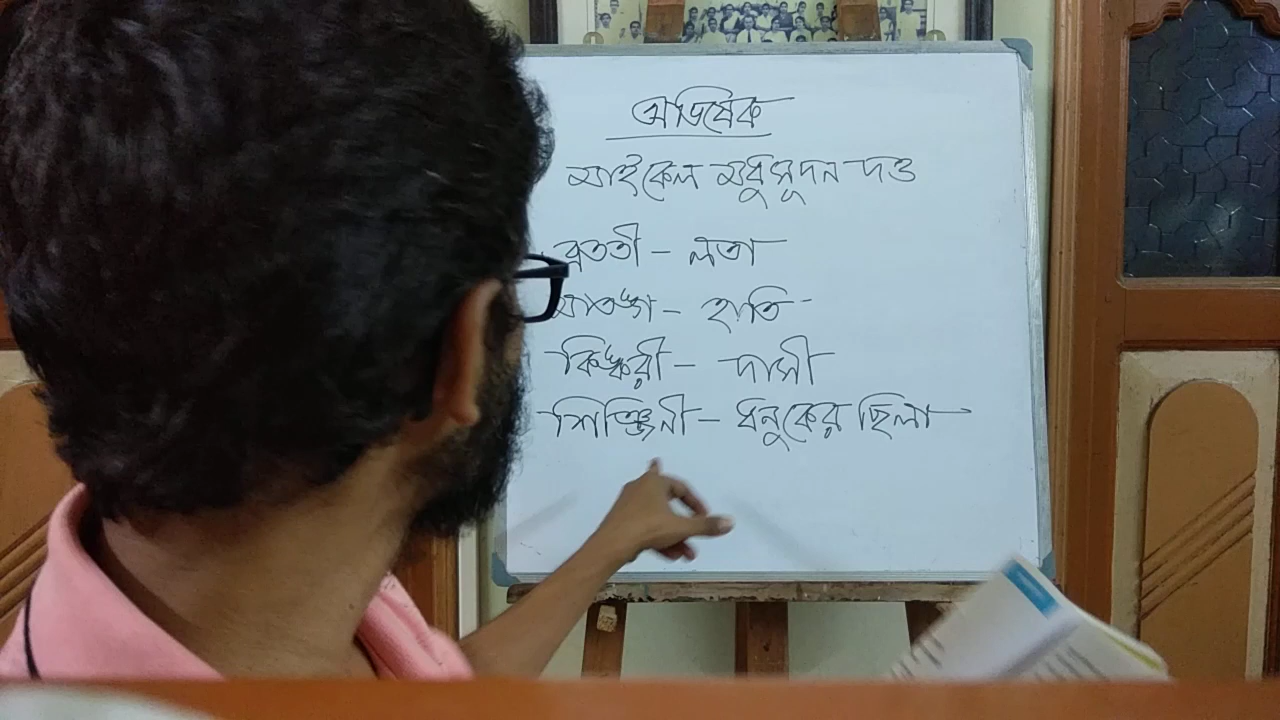 অভিষেক
মাইকেল মধুসূদন দত্ত
ব্রততী - লতা
মাতঙ্গ - হাতি
কিঙ্করী - দাসী
শিঞ্জিনী - ধনুকের ছিলা